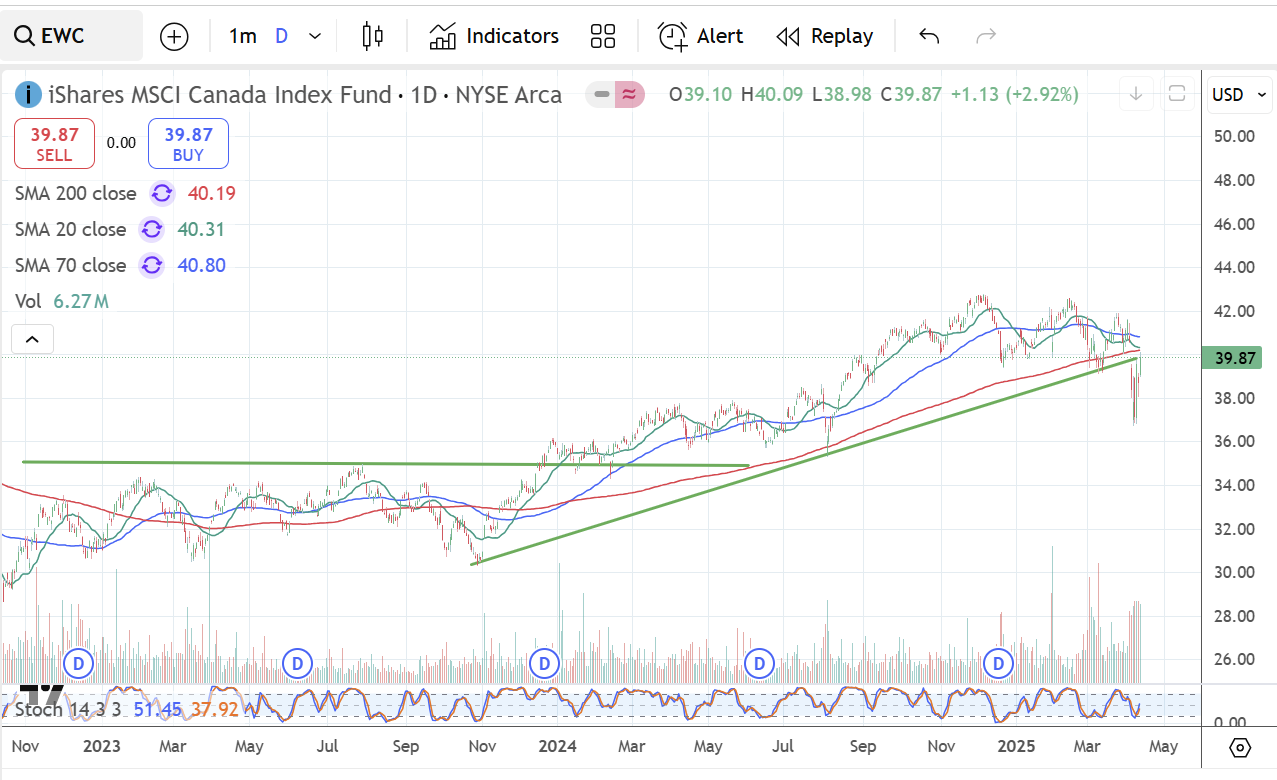 EWC 1m D Indicators Alert Replay
iShares MSCI Canada Index Fund · 1D · NYSE Arca O39.10 H40.09 L38.98 C39.87 +1.13 (+2.92%) USD
39.87 SELL 0.00 39.87 BUY
SMA 200 close 40.19
SMA 20 close 40.31
SMA 70 close 40.80
Vol 6.27M
50.00
48.00
46.00
44.00
42.00
39.87
38.00
36.00
34.00
32.00
30.00
28.00
26.00
D D D D D
Stoch 14 3 3 51.45 37.92
0.00
Nov 2023 Mar May Jul Sep Nov 2024 Mar May Jul Sep Nov 2025 Mar May